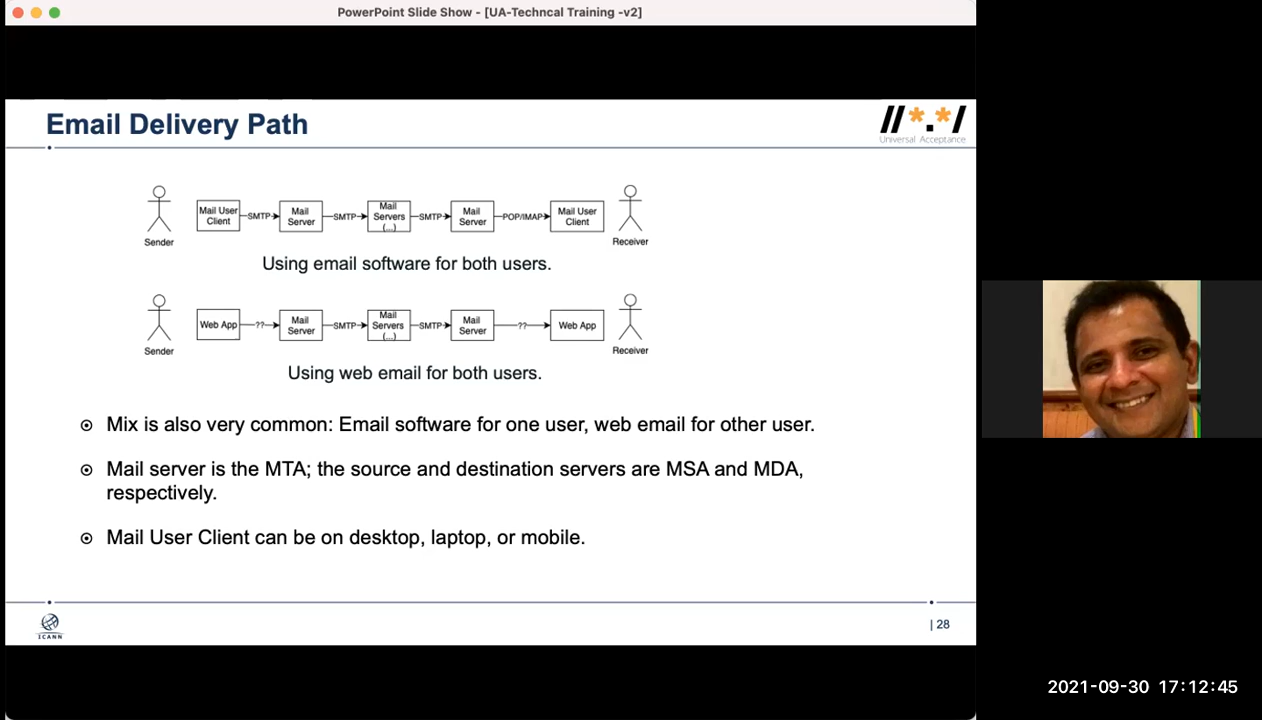 PowerPoint Slide Show - [UA-Techncal Training -v2]
Email Delivery Path
//*.*/
Universal Acceptance
Mail User Client
SMTP
Mail Server
SMTP
Mail Servers (...)
SMTP
Mail Server
POP/IMAP
Mail User Client
Sender
Receiver
Using email software for both users.
Web App
??
Mail Server
SMTP
Mail Servers (...)
SMTP
Mail Server
??
Web App
Sender
Receiver
Using web email for both users.
Mix is also very common: Email software for one user, web email for other user.
Mail server is the MTA; the source and destination servers are MSA and MDA,
respectively.
Mail User Client can be on desktop, laptop, or mobile.
ICANN
| 28
2021-09-30 17:12:45